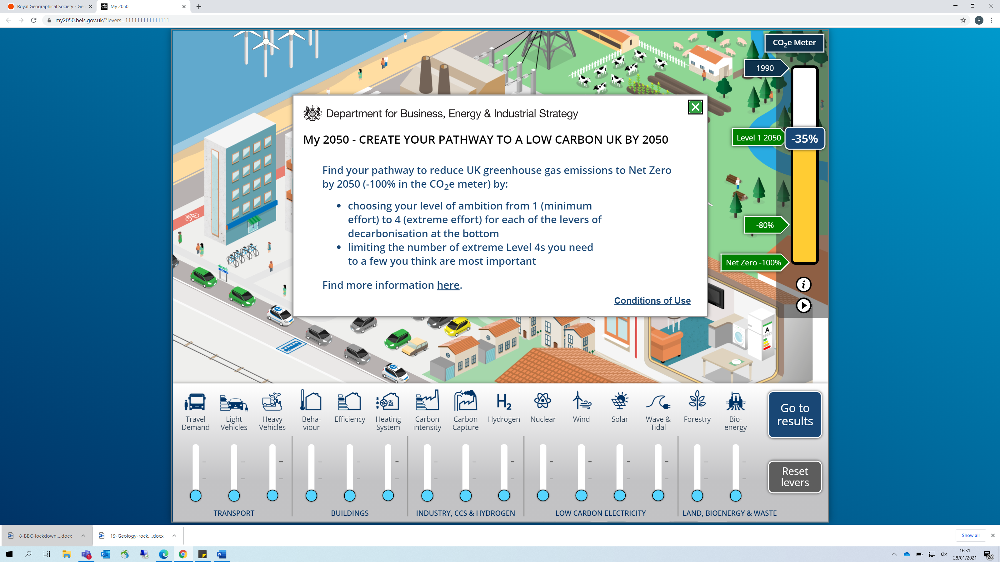 Royal Geographical Society - Geo
My 2050
my2050.beis.gov.uk/?levers=111111111111111
R
CO2e Meter
1990
Level 1 2050
-35%
-80%
Net Zero -100%
Department for Business, Energy & Industrial Strategy
My 2050 - CREATE YOUR PATHWAY TO A LOW CARBON UK BY 2050
Find your pathway to reduce UK greenhouse gas emissions to Net Zero
by 2050 (-100% in the CO2e meter) by:
• choosing your level of ambition from 1 (minimum
effort) to 4 (extreme effort) for each of the levers of
decarbonisation at the bottom
• limiting the number of extreme Level 4s you need
to a few you think are most important
Find more information here.
Conditions of Use
i
e
e
A
H2
Travel
Demand
Light
Vehicles
Heavy
Vehicles
Beha-
viour
Efficiency
Heating
System
Carbon
intensity
Carbon
Capture
Hydrogen
Nuclear
Wind
Solar
Wave &
Tidal
Forestry
Bio-
energy
Go to
results
Reset
levers
TRANSPORT
BUILDINGS
INDUSTRY, CCS & HYDROGEN
LOW CARBON ELECTRICITY
LAND, BIOENERGY & WASTE
8-BBC-lockdown....docx
19-Geology-rock....docx
Show all
1
16:31
28/01/2021
28